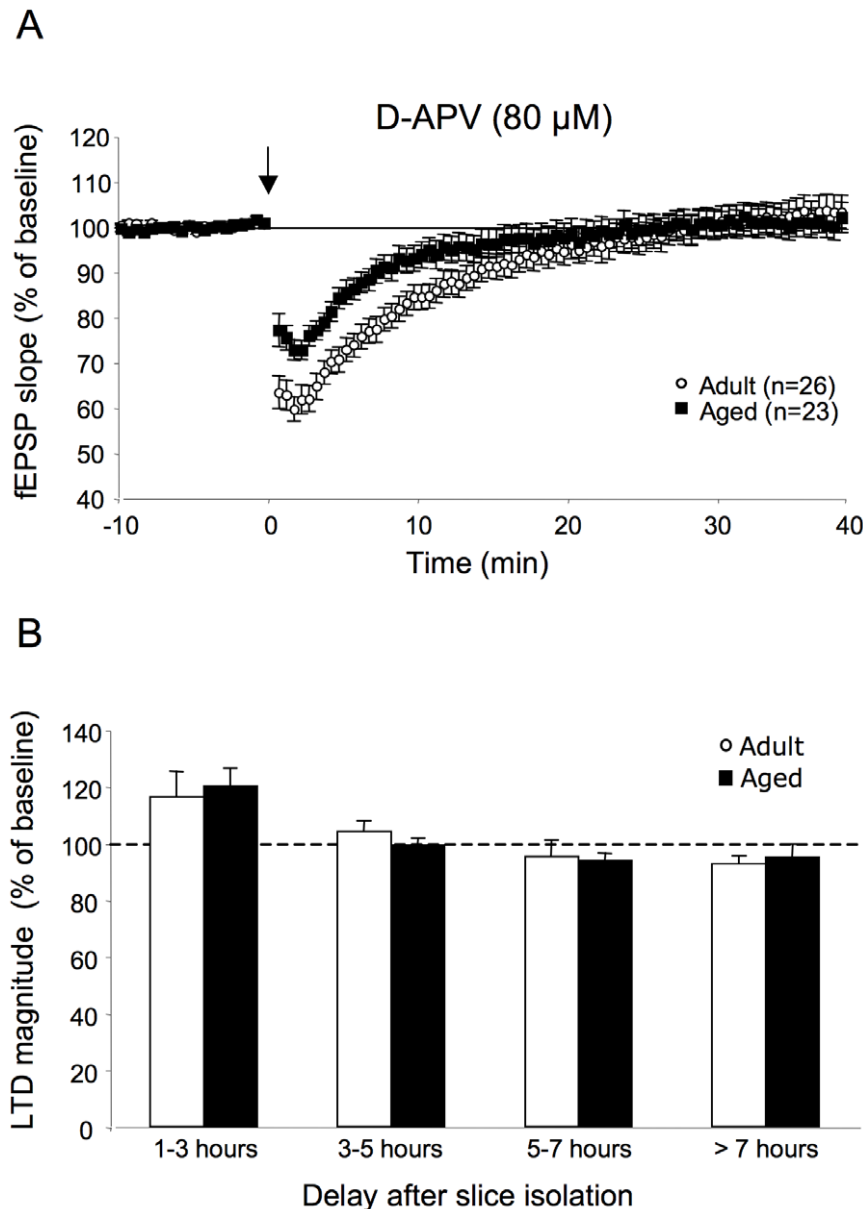 A
D-APV (80 µM)
120
110
100
90
80
70
60
50
40
fEPSP slope (% of baseline)
Adult (n=26)
Aged (n=23)
-10 0 10 20 30 40
Time (min)
B
140
120
100
80
60
40
20
0
LTD magnitude (% of baseline)
Adult
Aged
1-3 hours 3-5 hours 5-7 hours > 7 hours
Delay after slice isolation